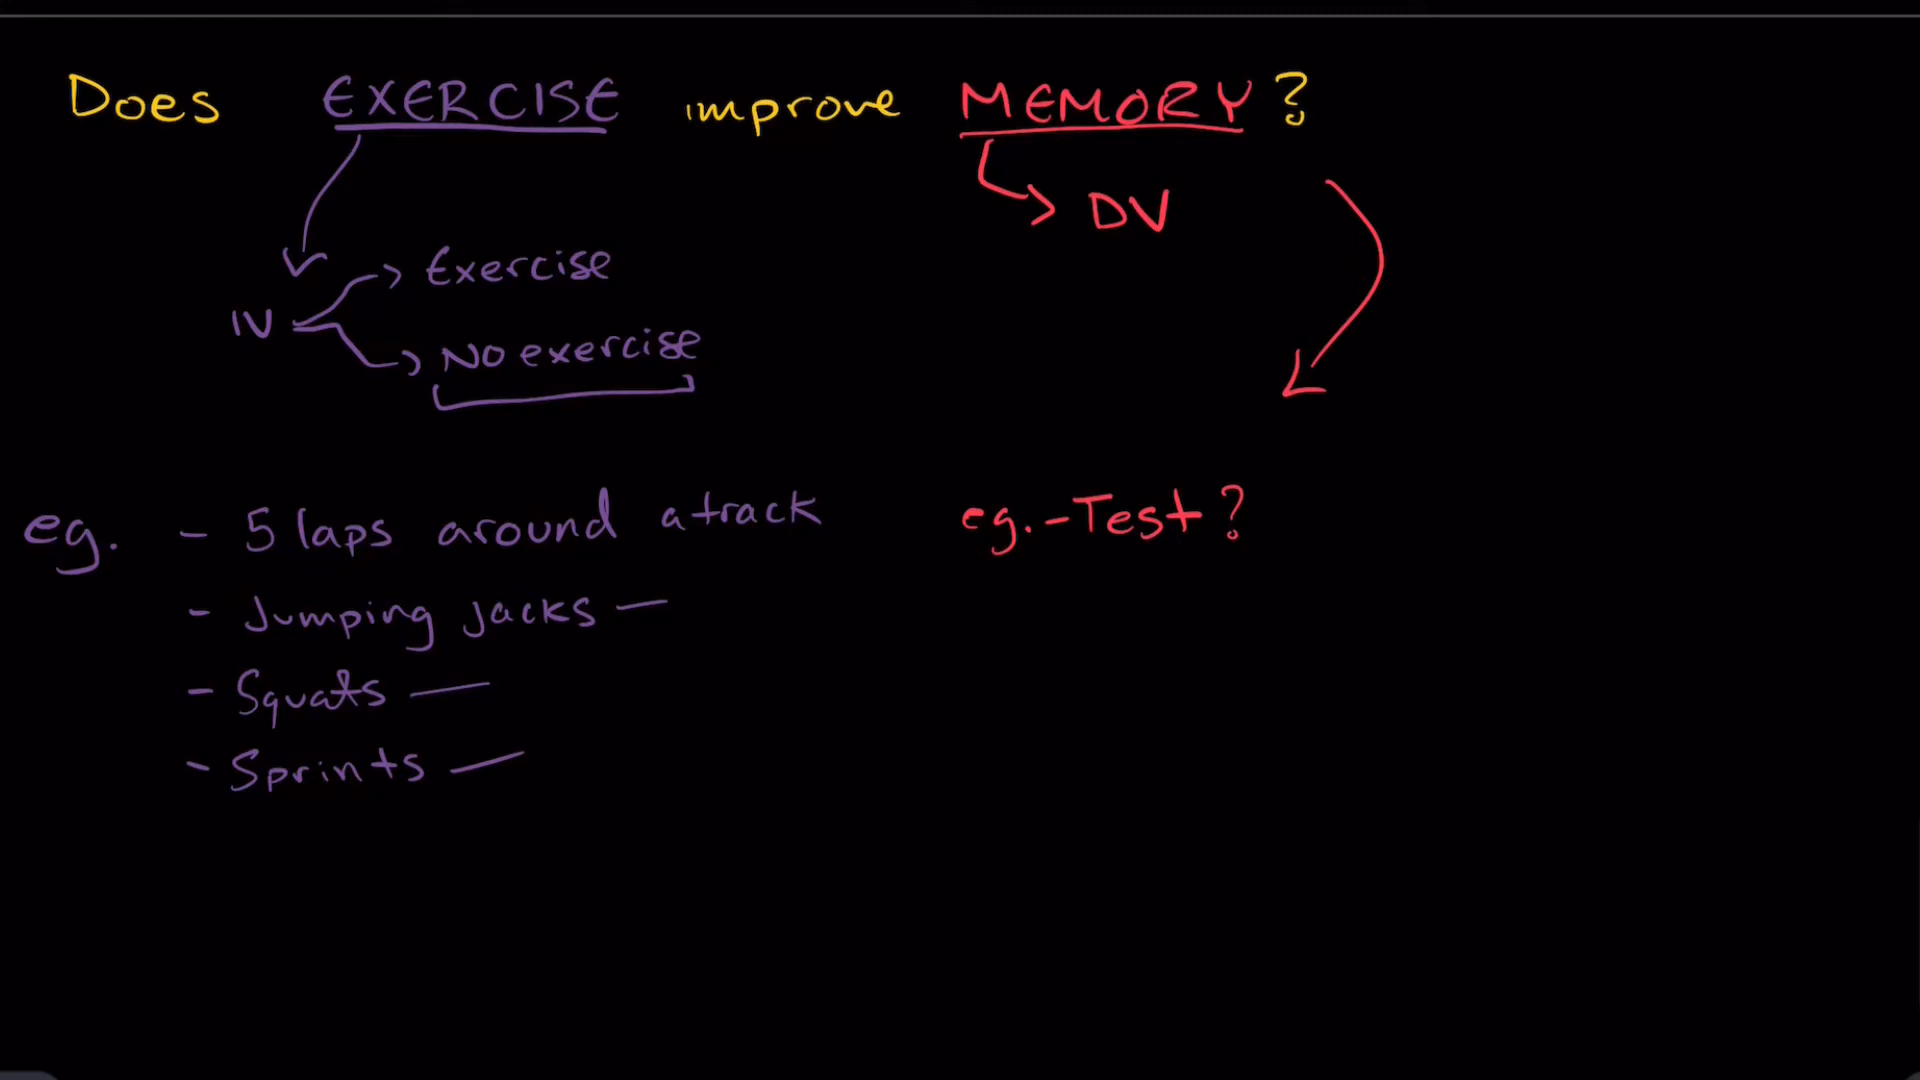 Does EXERCISE improve MEMORY?
DV
Exercise
IV
No exercise
eg. - 5 laps around a track
- Jumping jacks —
- Squats —
- Sprints —
eg. - Test?